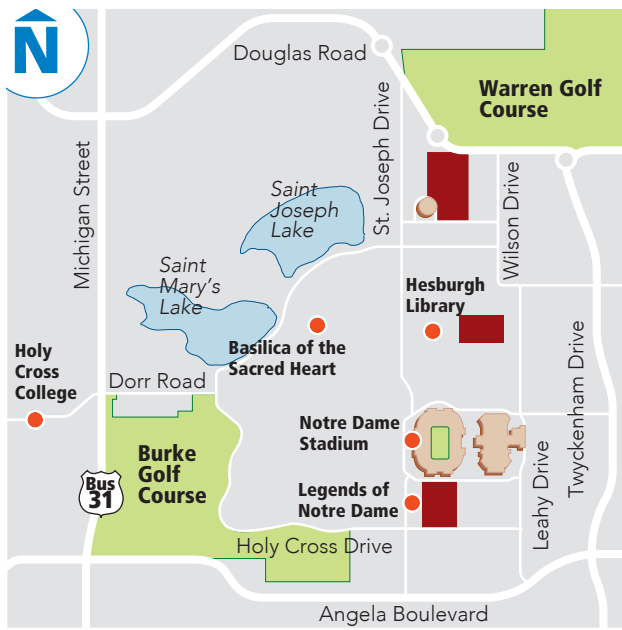 N
Douglas Road
Warren Golf
Course
St. Joseph Drive
Michigan Street
Saint
Joseph
Lake
Wilson Drive
Saint
Mary's
Lake
Hesburgh
Library
Basilica of the
Sacred Heart
Holy
Cross
College
Dorr Road
Twyckenham Drive
Notre Dame
Stadium
Burke
Golf
Course
Leahy Drive
Bus
31
Legends of
Notre Dame
Holy Cross Drive
Angela Boulevard